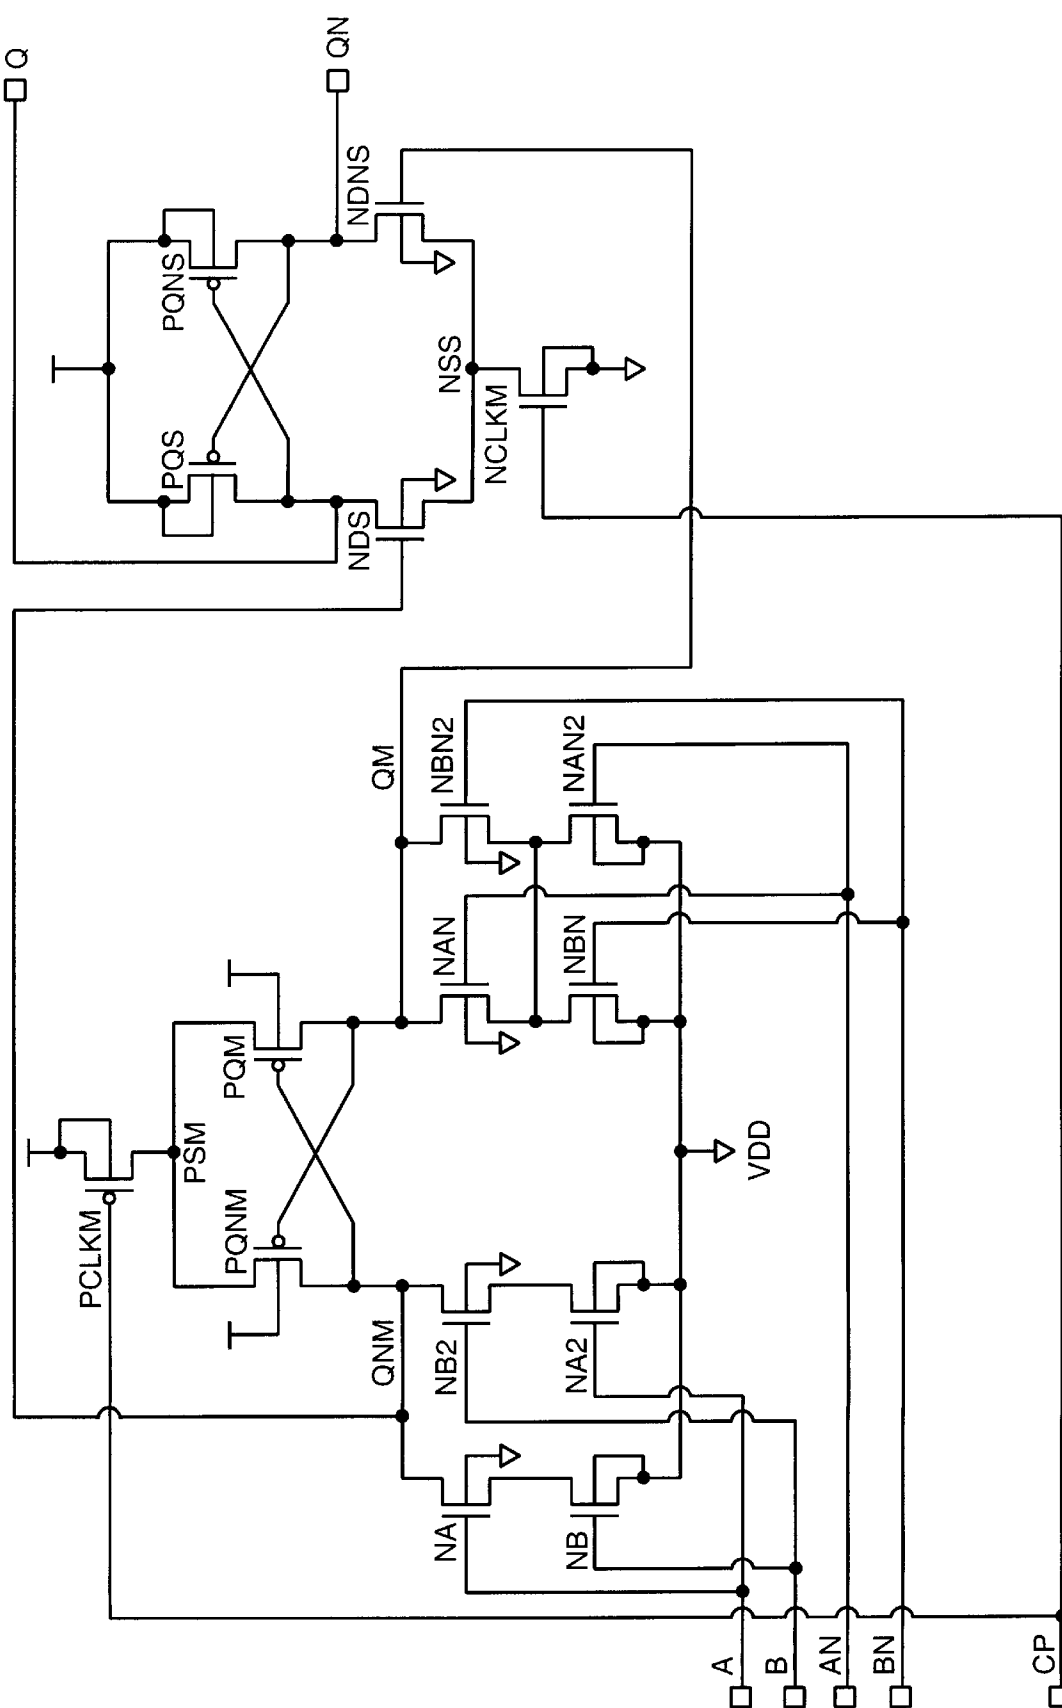 Q
QN
PQS
PQNS
NDS
NDNS
NSS
NCLKM
PCLKM
PSM
PQNM
PQM
QNM
QM
NA
NB2
NAN
NBN2
NB
NA2
NBN
NAN2
VDD
A
B
AN
BN
CP